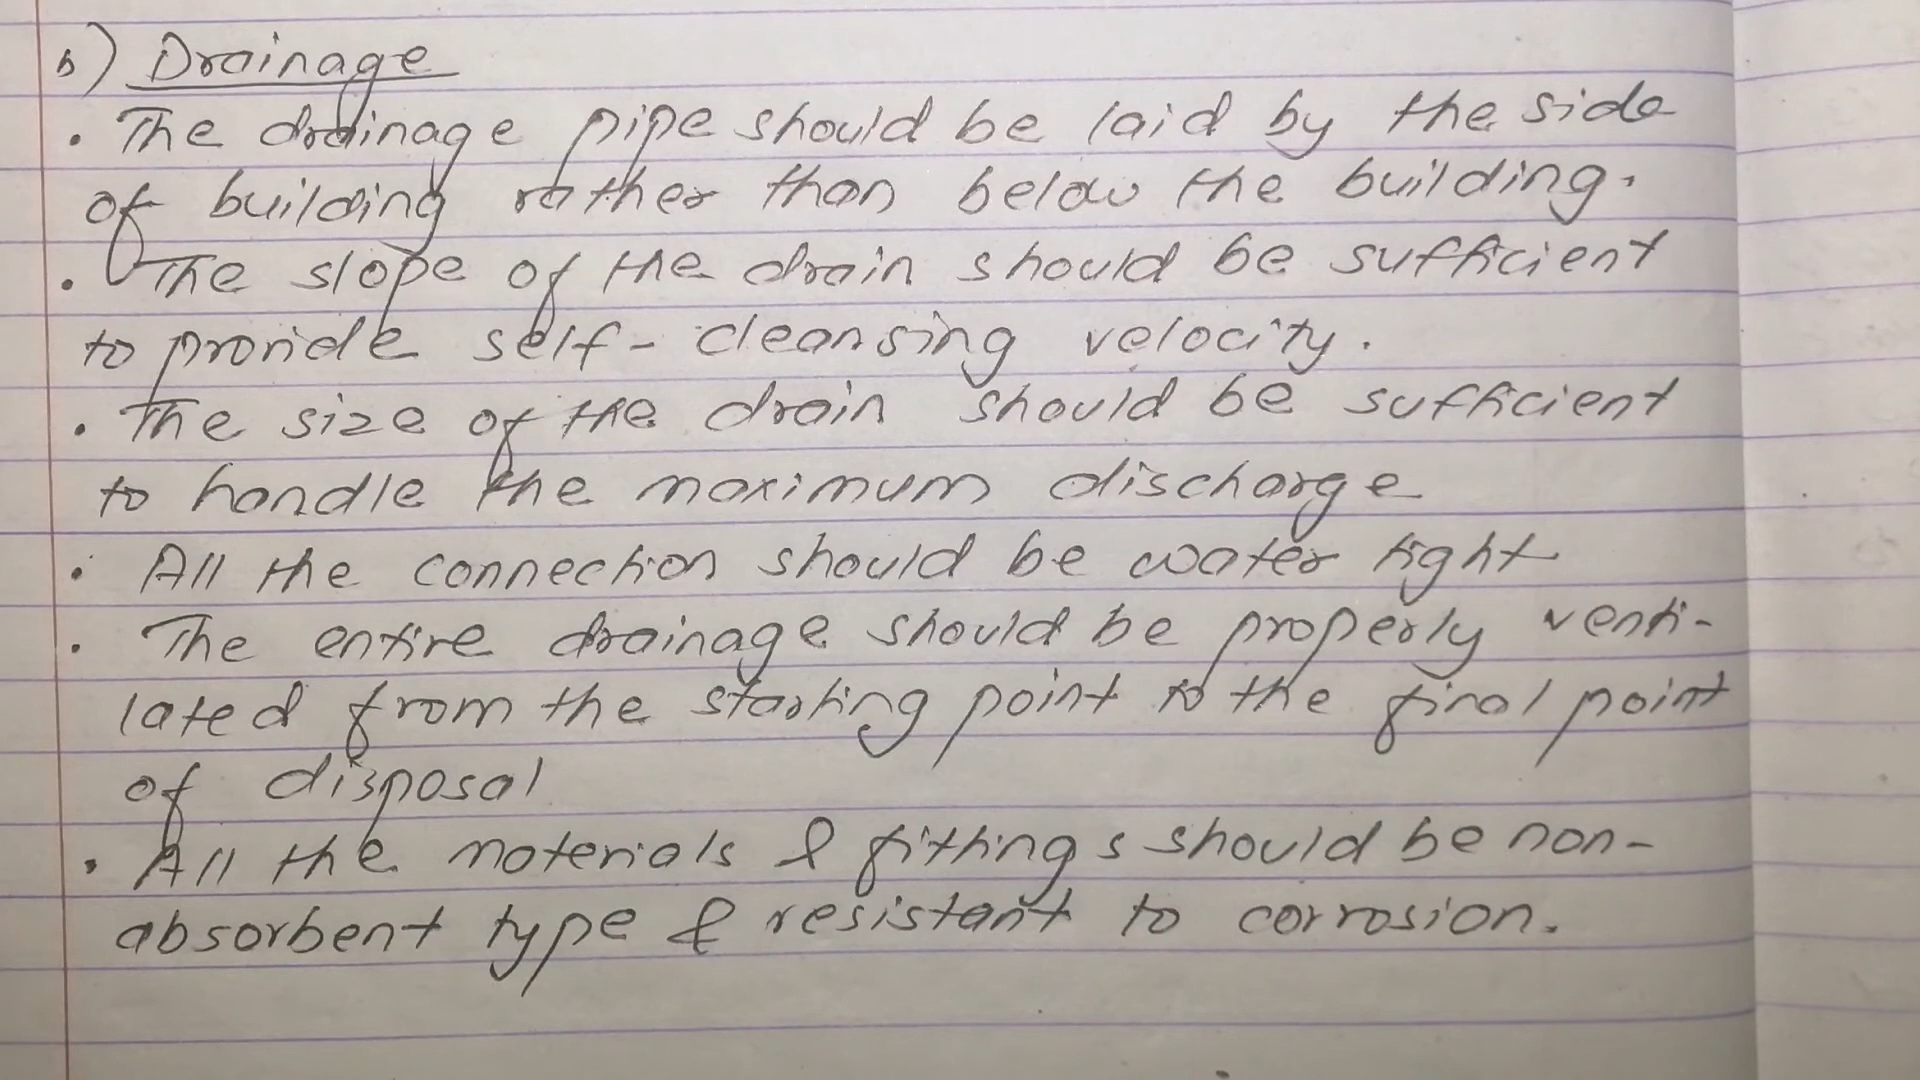 b) Drainage
• The drainage pipe should be laid by the side
of building rather than below the building.
• The slope of the drain should be sufficient
to provide self-cleansing velocity.
• The size of the drain should be sufficient
to handle the maximum discharge
• All the connection should be water tight
• The entire drainage should be properly venti-
lated from the starting point to the final point
of disposal
• All the materials & fittings should be non-
absorbent type & resistant to corrosion.